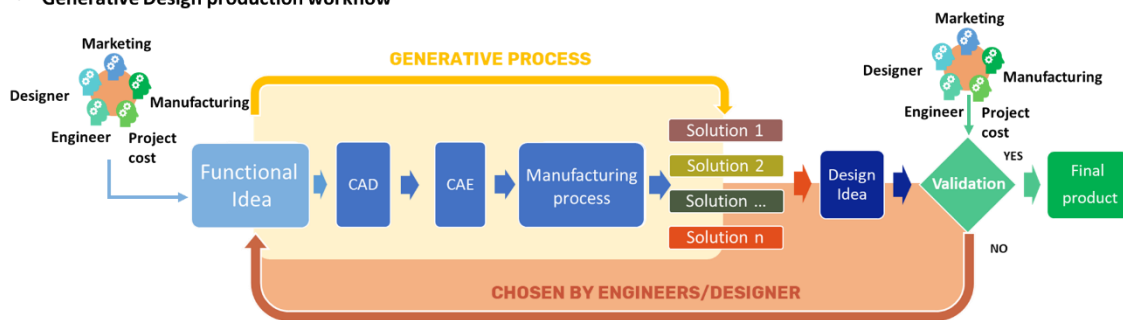 Generative Design production workflow
Marketing
Designer
Manufacturing
Engineer
Project
cost
GENERATIVE PROCESS
Functional
Idea
CAD
CAE
Manufacturing
process
Solution 1
Solution 2
Solution ...
Solution n
Design
Idea
Marketing
Designer
Manufacturing
Engineer
Project
cost
Validation
YES
NO
Final
product
CHOSEN BY ENGINEERS/DESIGNER